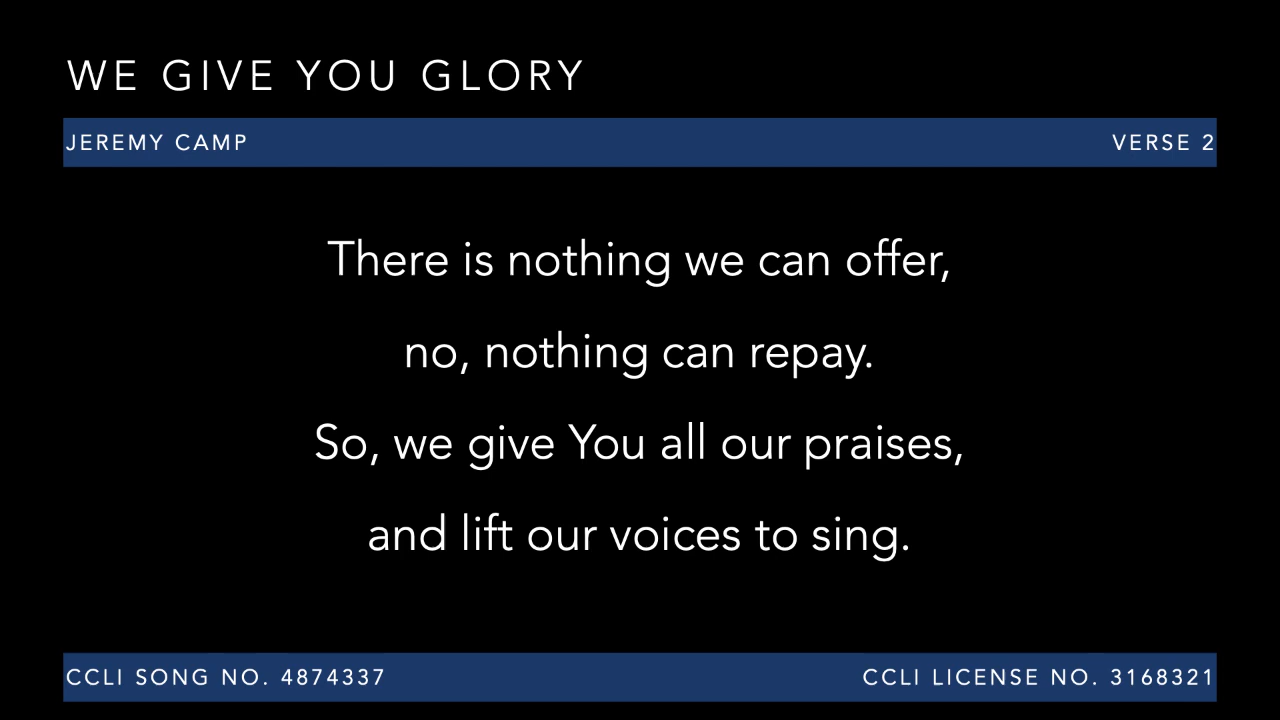 WE GIVE YOU GLORY
JEREMY CAMP
VERSE 2
There is nothing we can offer,
no, nothing can repay.
So, we give You all our praises,
and lift our voices to sing.
CCLI SONG NO. 4874337
CCLI LICENSE NO. 3168321